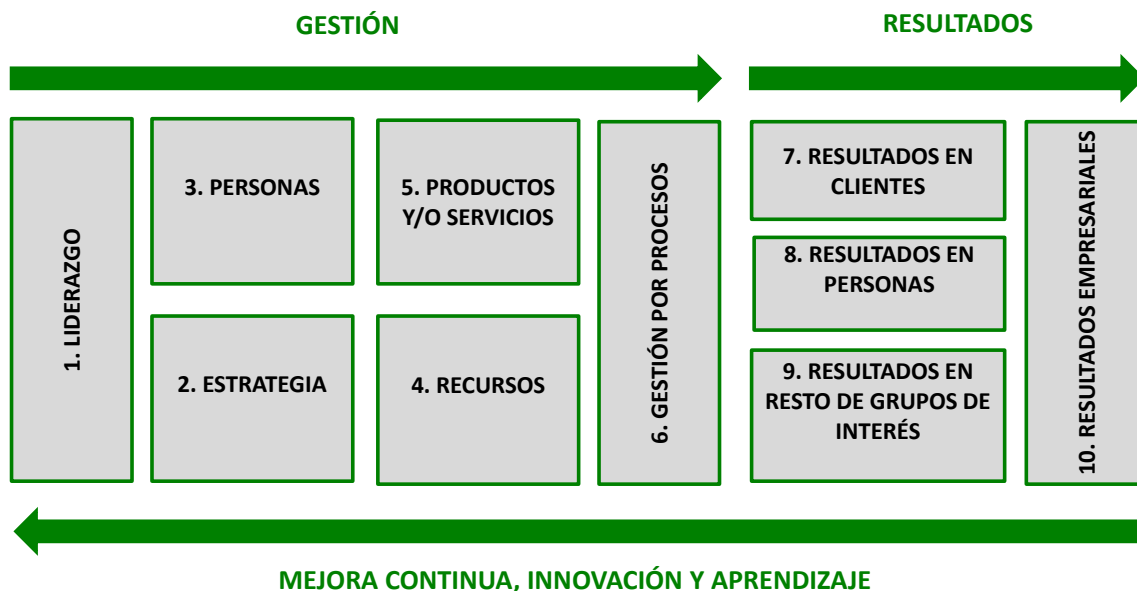 GESTIÓN
RESULTADOS
1. LIDERAZGO
3. PERSONAS
2. ESTRATEGIA
5. PRODUCTOS
Y/O SERVICIOS
4. RECURSOS
6. GESTIÓN POR PROCESOS
7. RESULTADOS EN
CLIENTES
8. RESULTADOS EN
PERSONAS
9. RESULTADOS EN
RESTO DE GRUPOS DE
INTERÉS
10. RESULTADOS EMPRESARIALES
MEJORA CONTINUA, INNOVACIÓN Y APRENDIZAJE